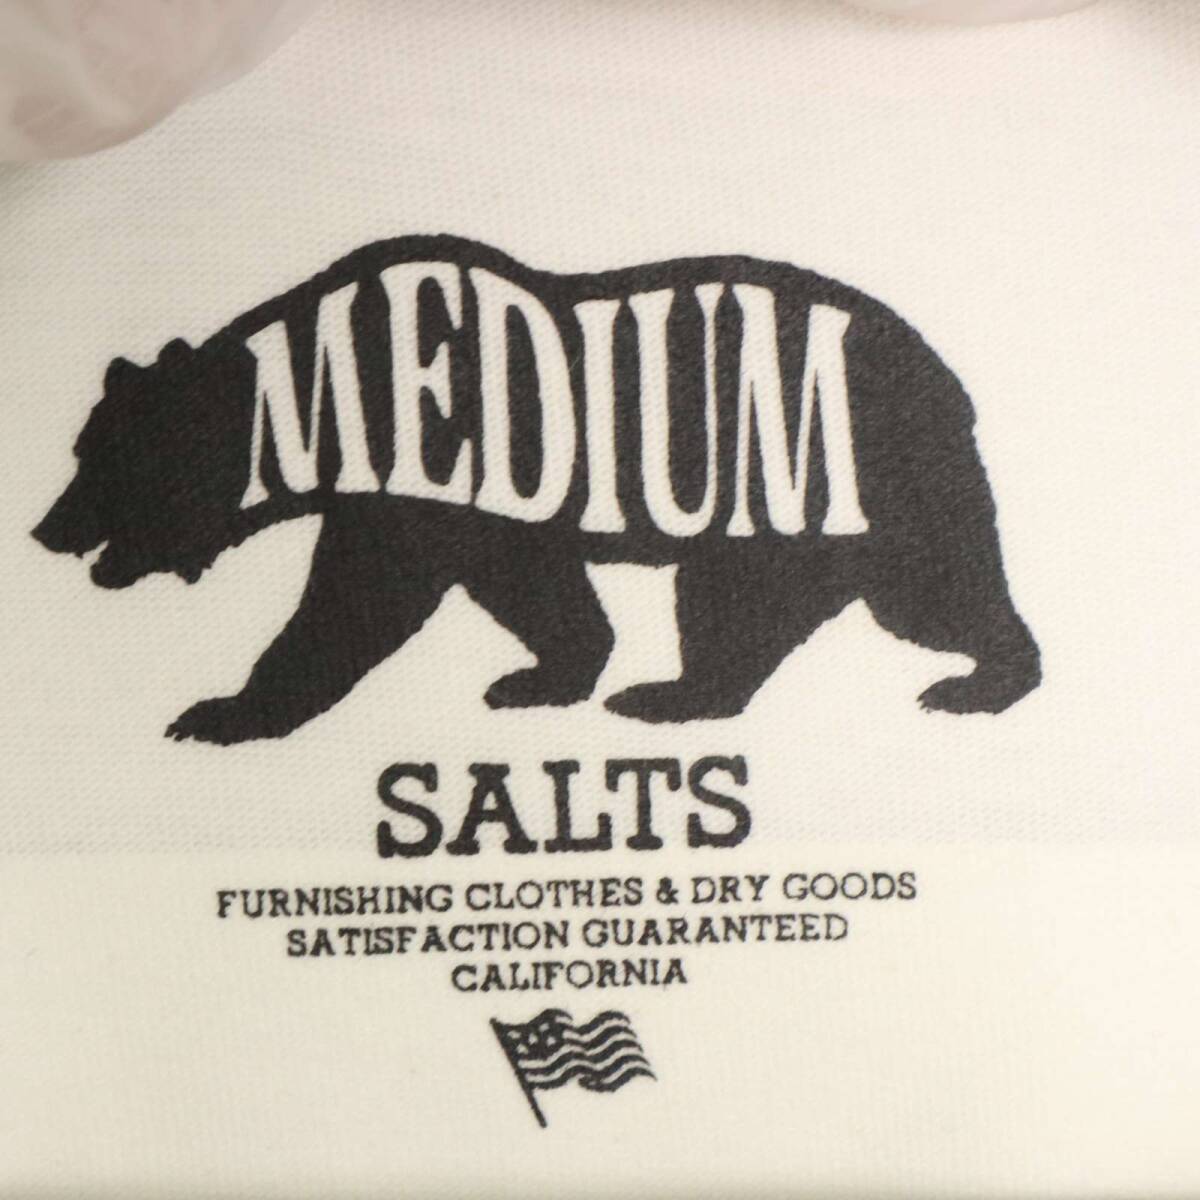 MEDIUM
SALTS
FURNISHING CLOTHES & DRY GOODS
SATISFACTION GUARANTEED
CALIFORNIA